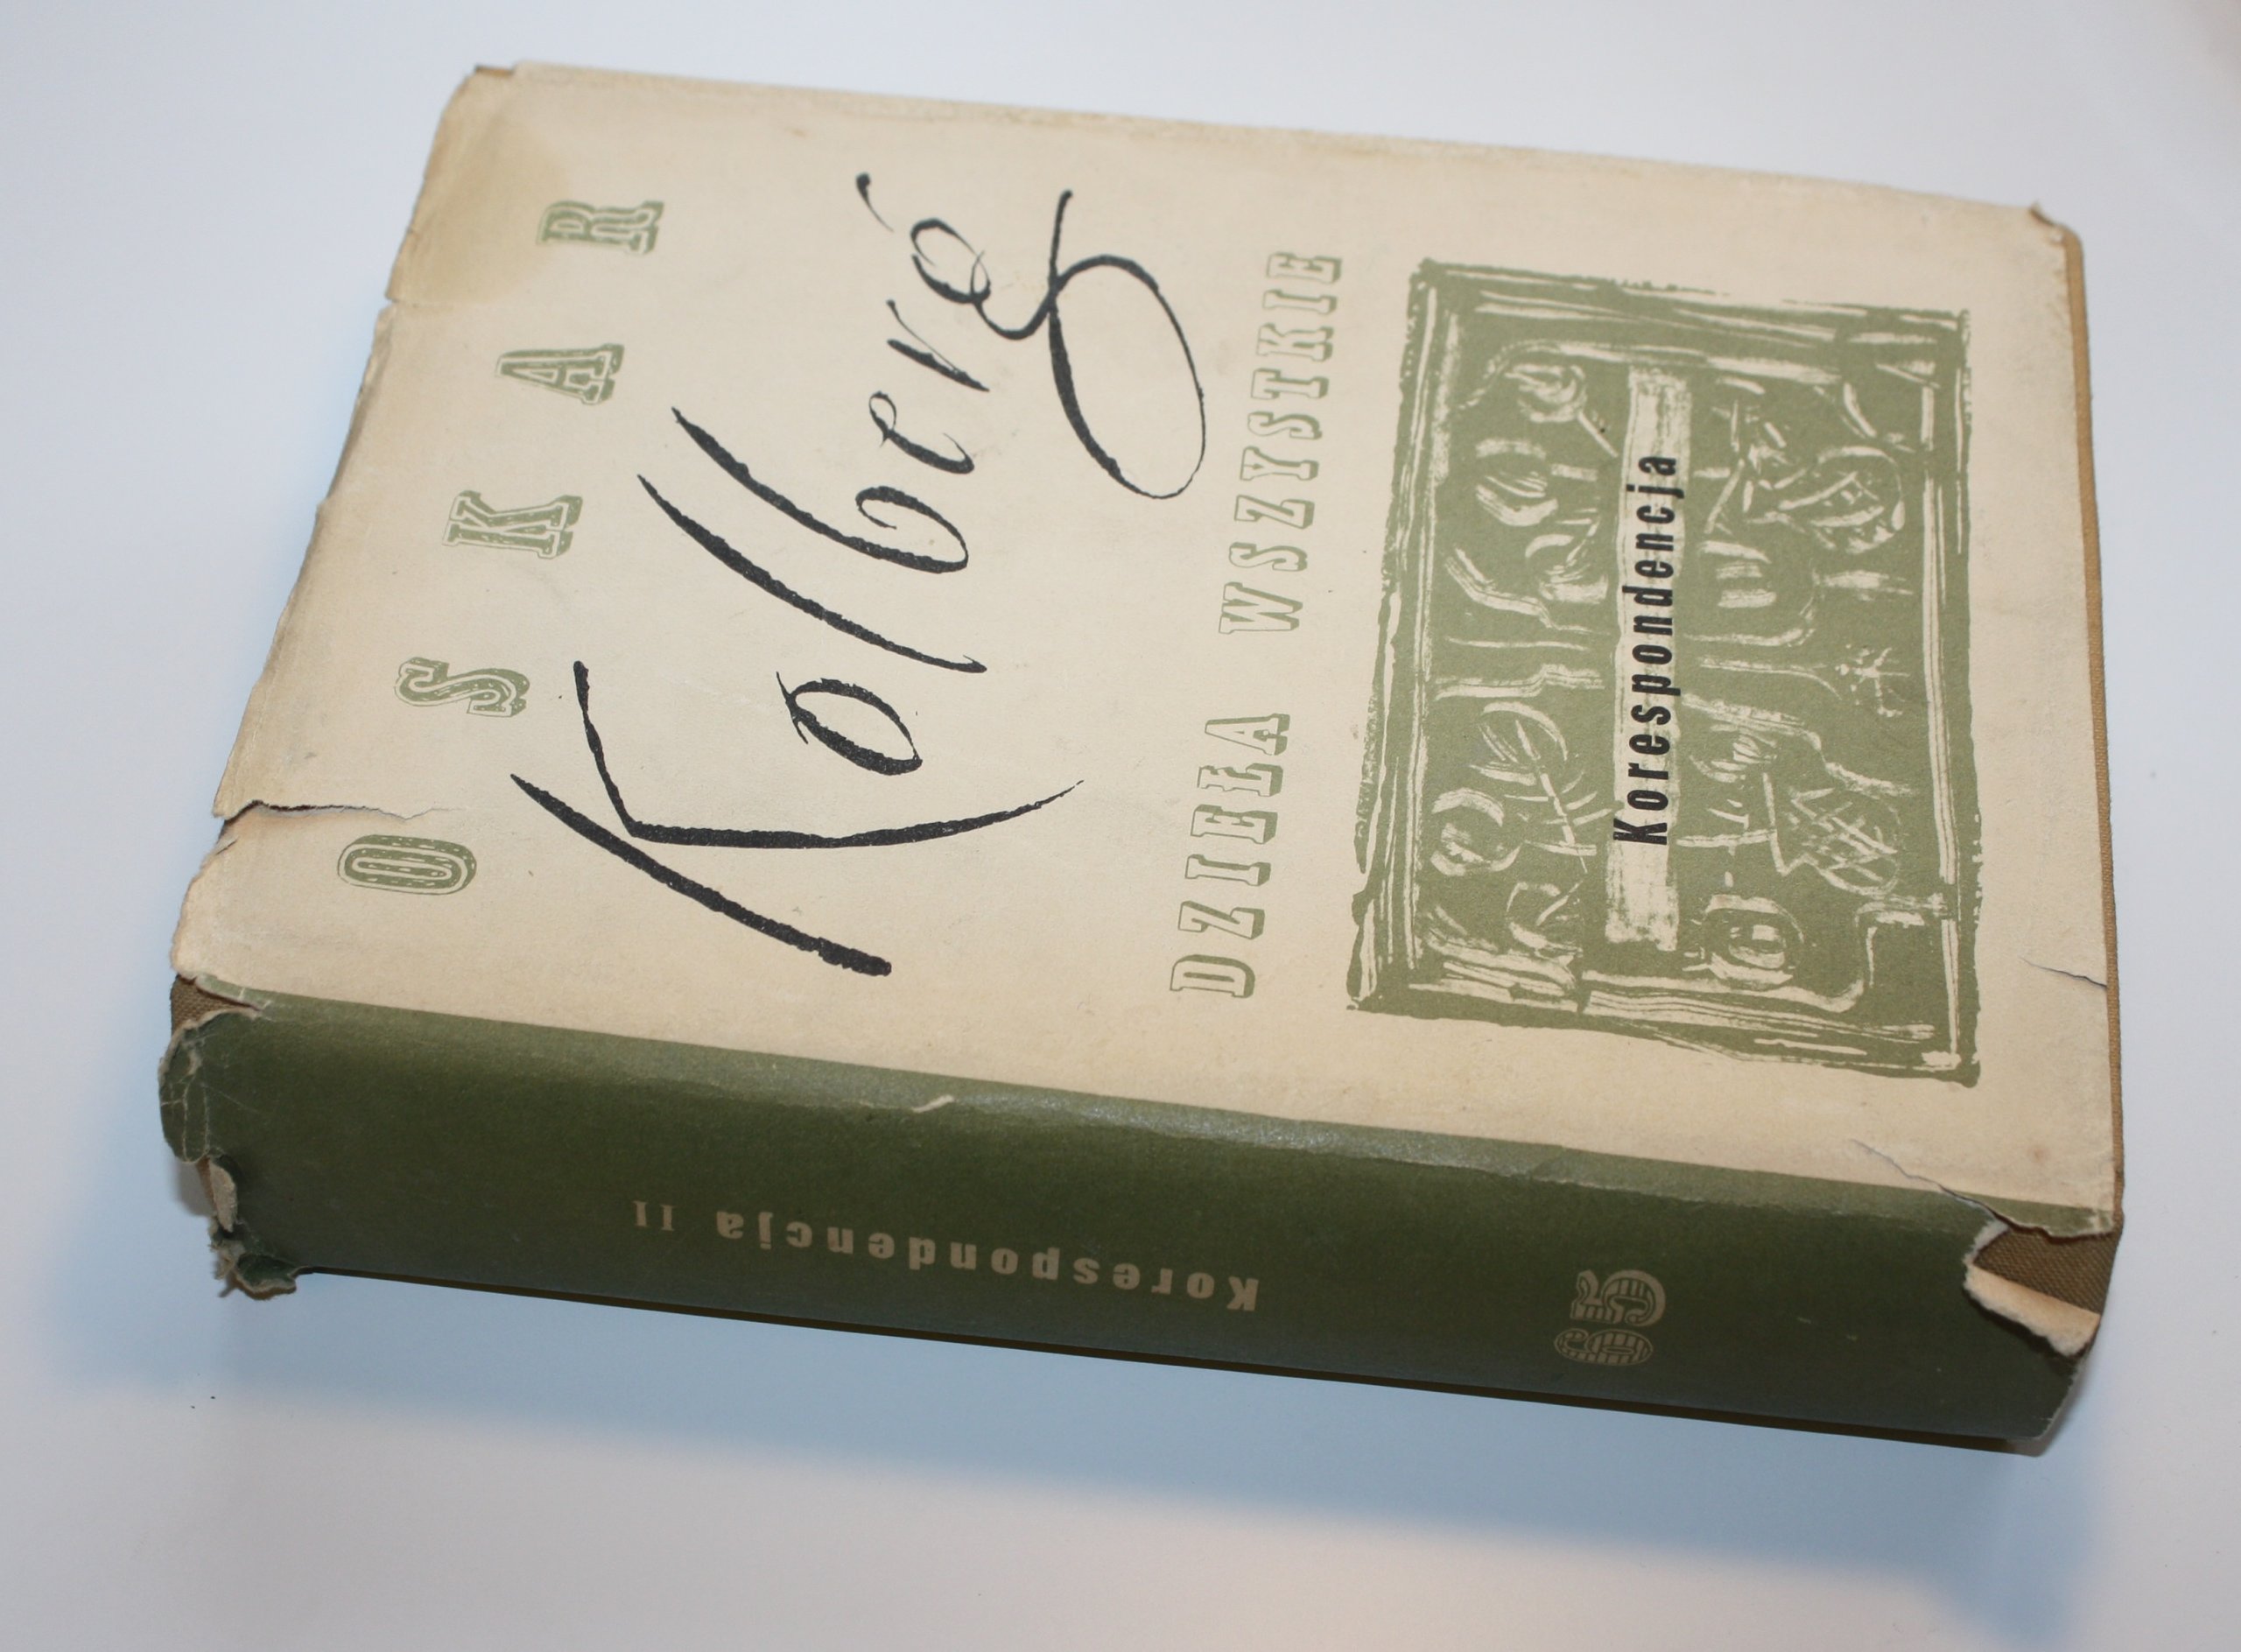 OSKAR
Kolberg
DZIEŁA WSZYSTKIE
Korespondencja
Korespondencja II
65